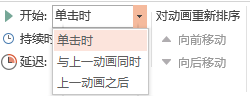 开始: 单击时 对动画重新排序
持续时 单击时 向前移动
延迟: 与上一动画同时 向后移动
上一动画之后